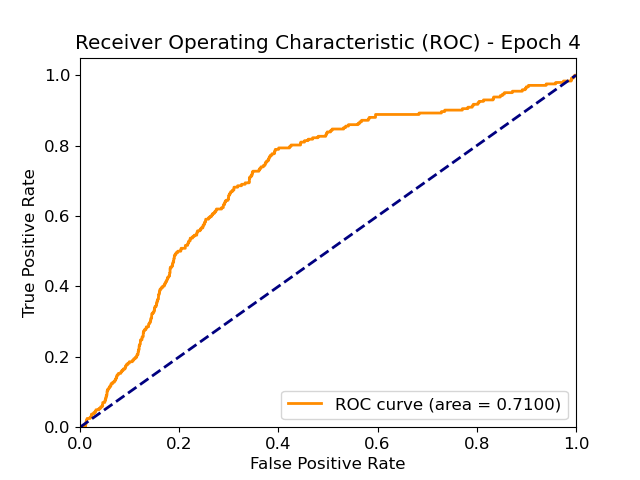 Receiver Operating Characteristic (ROC) - Epoch 4
True Positive Rate
1.0
0.8
0.6
0.4
0.2
0.0
ROC curve (area = 0.7100)
0.0 0.2 0.4 0.6 0.8 1.0
False Positive Rate